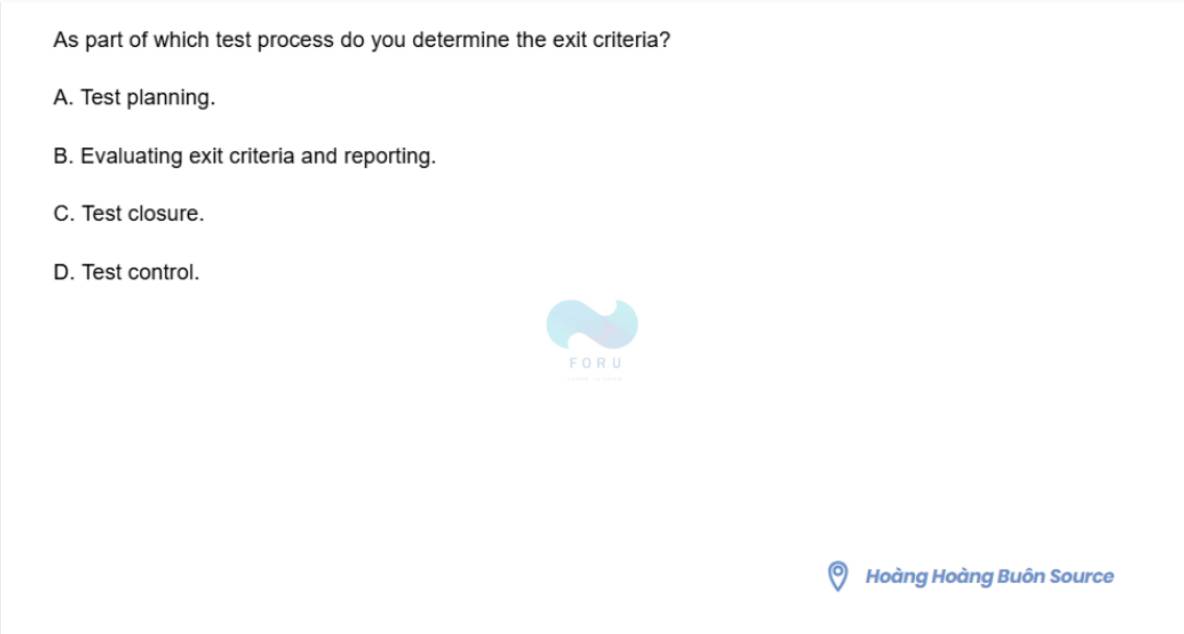 As part of which test process do you determine the exit criteria?
A. Test planning.
B. Evaluating exit criteria and reporting.
C. Test closure.
D. Test control.
FORU
Hoàng Hoàng Buôn Source